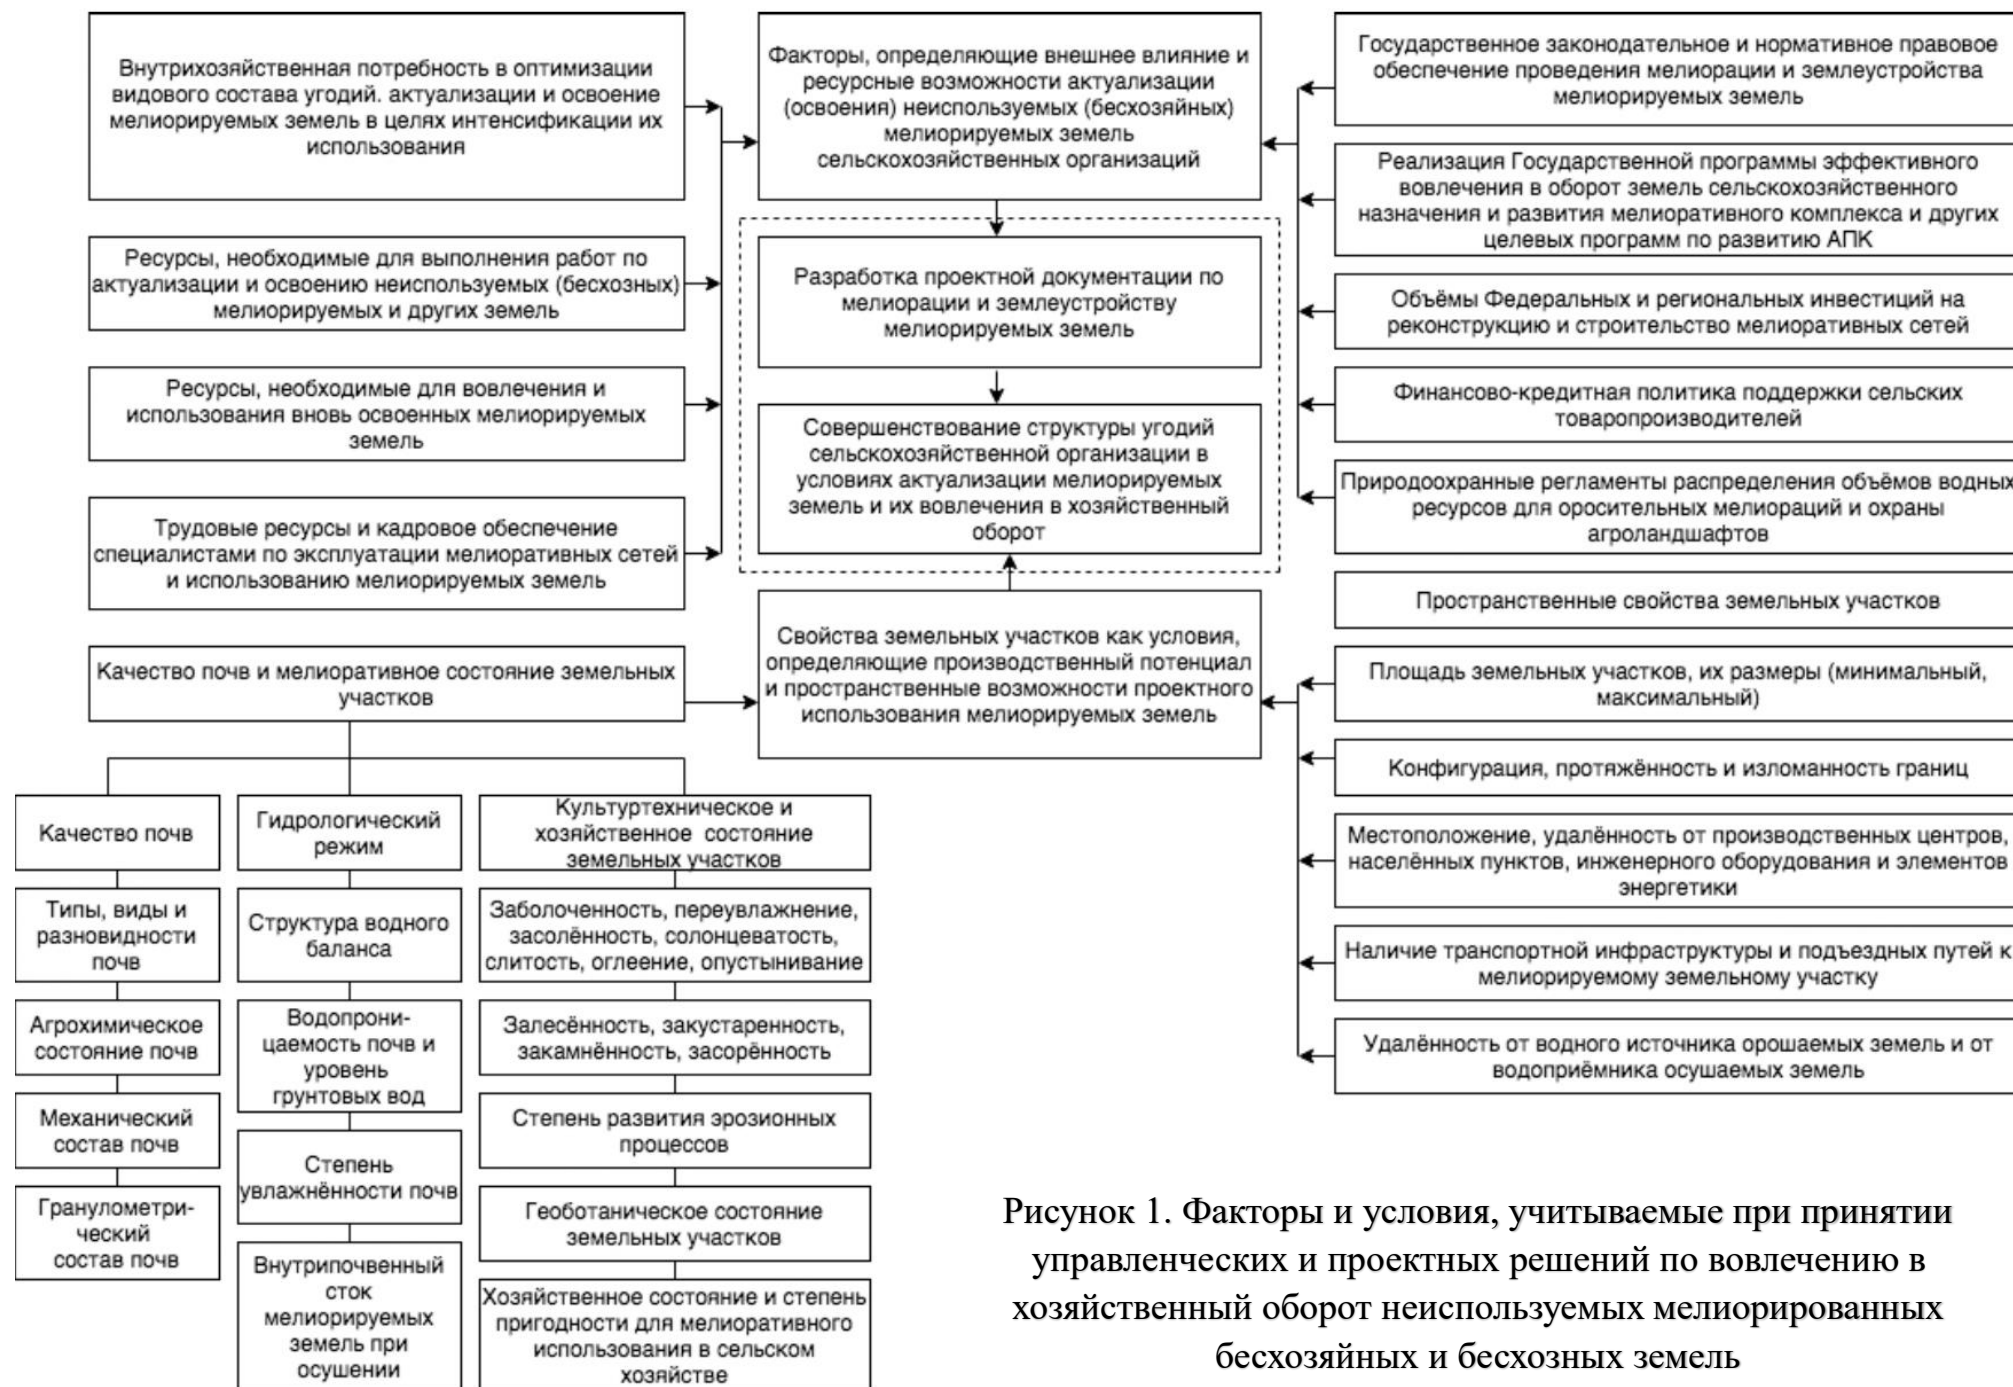 Внутрихозяйственная потребность в оптимизации
видового состава угодий. актуализации и освоение
мелиорируемых земель в целях интенсификации их
использования
Ресурсы, необходимые для выполнения работ по
актуализации и освоению неиспользуемых (бесхозных)
мелиорируемых и других земель
Ресурсы, необходимые для вовлечения и
использования вновь освоенных мелиорируемых
земель
Трудовые ресурсы и кадровое обеспечение
специалистами по эксплуатации мелиоративных сетей
и использованию мелиорируемых земель
Факторы, определяющие внешнее влияние и
ресурсные возможности актуализации
(освоения) неиспользуемых (бесхозяйных)
мелиорируемых земель
сельскохозяйственных организаций
Разработка проектной документации по
мелиорации и землеустройству
мелиорируемых земель
Совершенствование структуры угодий
сельскохозяйственной организации в
условиях актуализации мелиорируемых
земель и их вовлечения в хозяйственный
оборот
Государственное законодательное и нормативное правовое
обеспечение проведения мелиорации и землеустройства
мелиорируемых земель
Реализация Государственной программы эффективного
вовлечения в оборот земель сельскохозяйственного
назначения и развития мелиоративного комплекса и других
целевых программ по развитию АПК
Объёмы Федеральных и региональных инвестиций на
реконструкцию и строительство мелиоративных сетей
Финансово-кредитная политика поддержки сельских
товаропроизводителей
Природоохранные регламенты распределения объёмов водных
ресурсов для оросительных мелиораций и охраны
агроландшафтов
Качество почв и мелиоративное состояние земельных
участков
Свойства земельных участков как условия,
определяющие производственный потенциал
и пространственные возможности проектного
использования мелиорируемых земель
Пространственные свойства земельных участков
Площадь земельных участков, их размеры (минимальный,
максимальный)
Конфигурация, протяжённость и изломанность границ
Местоположение, удалённость от производственных центров,
населённых пунктов, инженерного оборудования и элементов
энергетики
Наличие транспортной инфраструктуры и подъездных путей к
мелиорируемому земельному участку
Удалённость от водного источника орошаемых земель и от
водоприёмника осушаемых земель
Качество почв
Типы, виды и
разновидности
почв
Агрохимическое
состояние почв
Механический
состав почв
Гранулометри-
ческий
состав почв
Гидрологический
режим
Структура водного
баланса
Водопрони-
цаемость почв и
уровень
грунтовых вод
Степень
увлажнённости почв
Внутрипочвенный
сток
мелиорируемых
земель при
осушении
Культуртехническое и
хозяйственное состояние
земельных участков
Заболоченность, переувлажнение,
засолённость, солонцеватость,
слитость, оглеение, опустынивание
Залесённость, закустаренность,
закамнённость, засорённость
Степень развития эрозионных
процессов
Геоботаническое состояние
земельных участков
Хозяйственное состояние и степень
пригодности для мелиоративного
использования в сельском
хозяйстве
Рисунок 1. Факторы и условия, учитываемые при принятии
управленческих и проектных решений по вовлечению в
хозяйственный оборот неиспользуемых мелиорированных
бесхозяйных и бесхозных земель